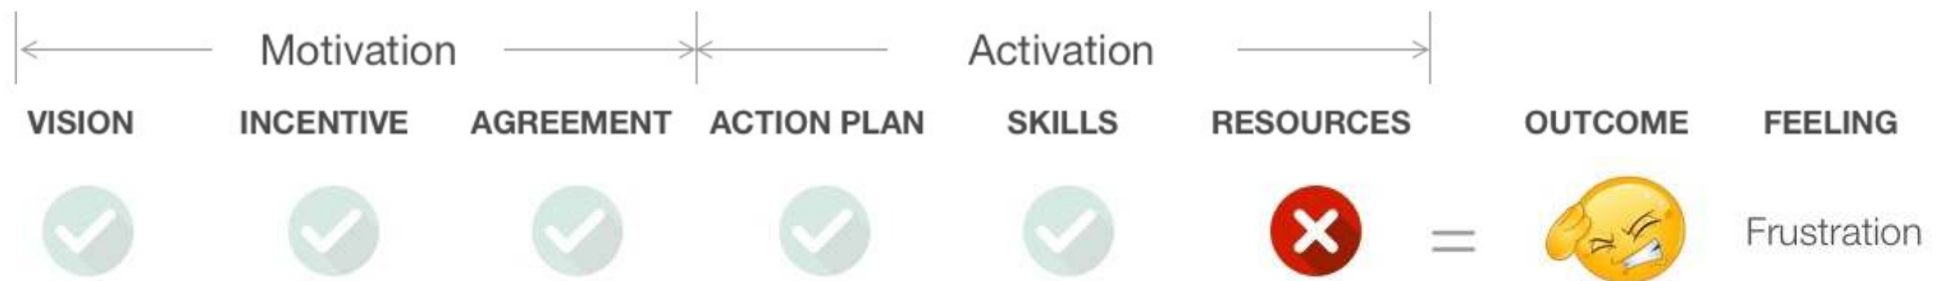 Motivation Activation
VISION INCENTIVE AGREEMENT ACTION PLAN SKILLS RESOURCES OUTCOME FEELING
= Frustration